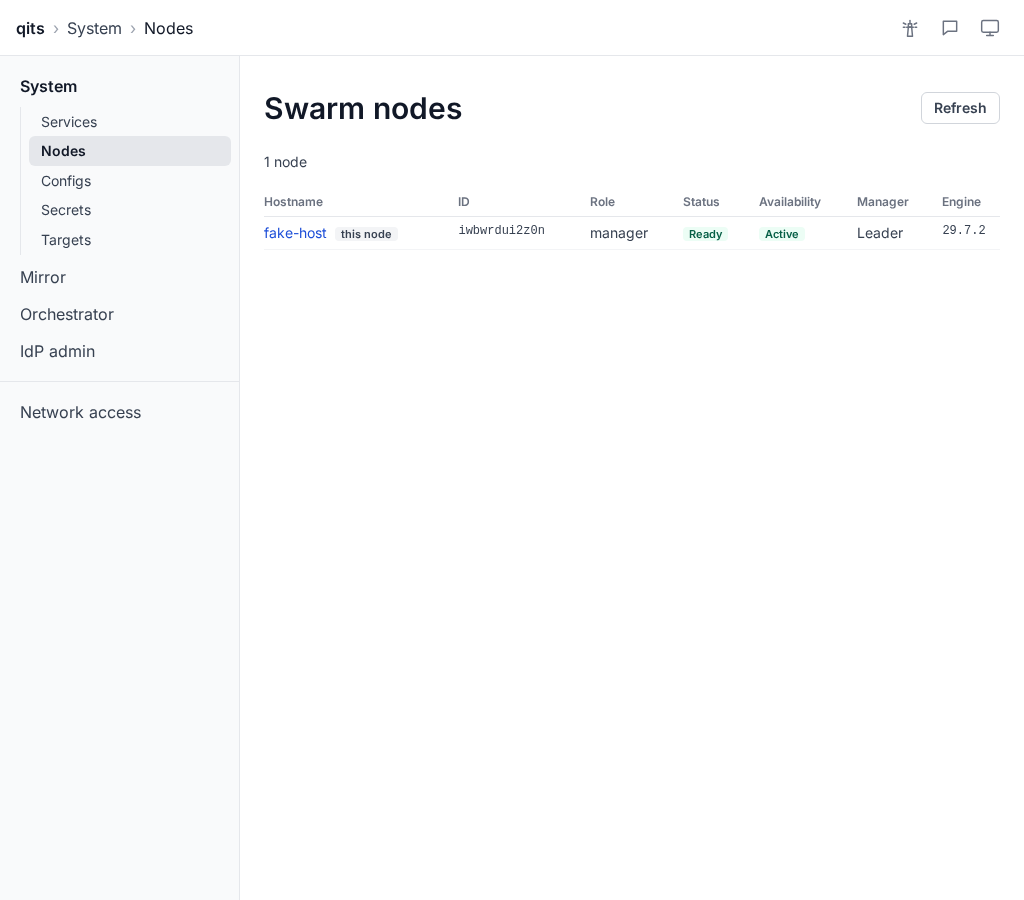 qits › System › Nodes
System
Services
Nodes
Configs
Secrets
Targets
Mirror
Orchestrator
IdP admin
Network access
Swarm nodes
Refresh
1 node
Hostname ID Role Status Availability Manager Engine
fake-host this node iwbwrdui2z0n manager Ready Active Leader 29.7.2